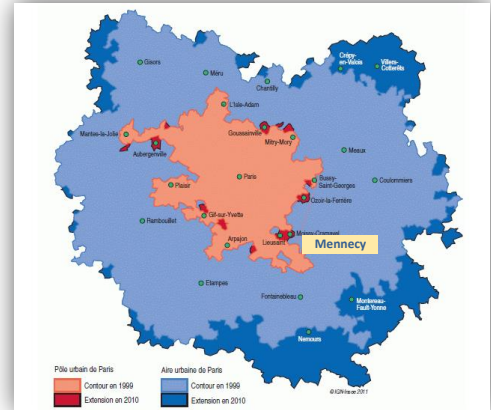 Crépy-
en-Valois
Villers-
Cotterêts
Gisors
Méru
Chantilly
L'Isle-Adam
Mantes-la-Jolie
Goussainville
Mitry-Mory
Aubergenville
Meaux
Paris
Bussy-
Saint-Georges
Coulommiers
Plaisir
Ozoir-la-Ferrière
Gif-sur-Yvette
Rambouillet
Moissy-Cramayel
Lieusaint
Arpajon
Mennecy
Etampes
Fontainebleau
Montereau-
Fault-Yonne
Nemours
Pôle urbain de Paris
Contour en 1999
Extension en 2010
Aire urbaine de Paris
Contour en 1999
Extension en 2010
© IGN-Insee 2011